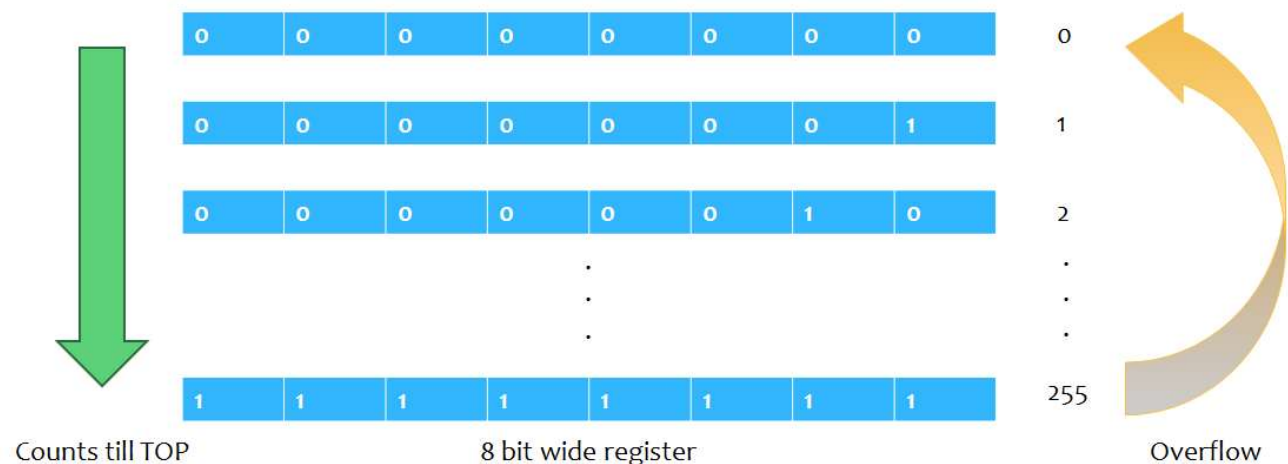 0 0 0 0 0 0 0 0 0
0 0 0 0 0 0 0 1 1
0 0 0 0 0 0 1 0 2
. .
. .
. .
1 1 1 1 1 1 1 1 255
Counts till TOP 8 bit wide register Overflow